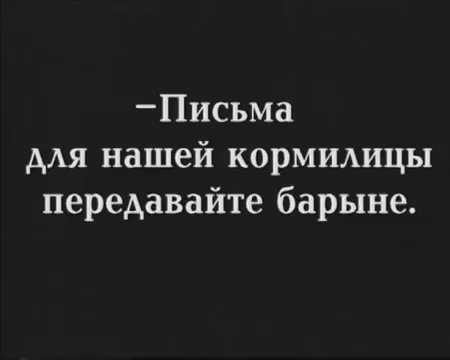 –Письма
для нашей кормилицы
передавайте барыне.